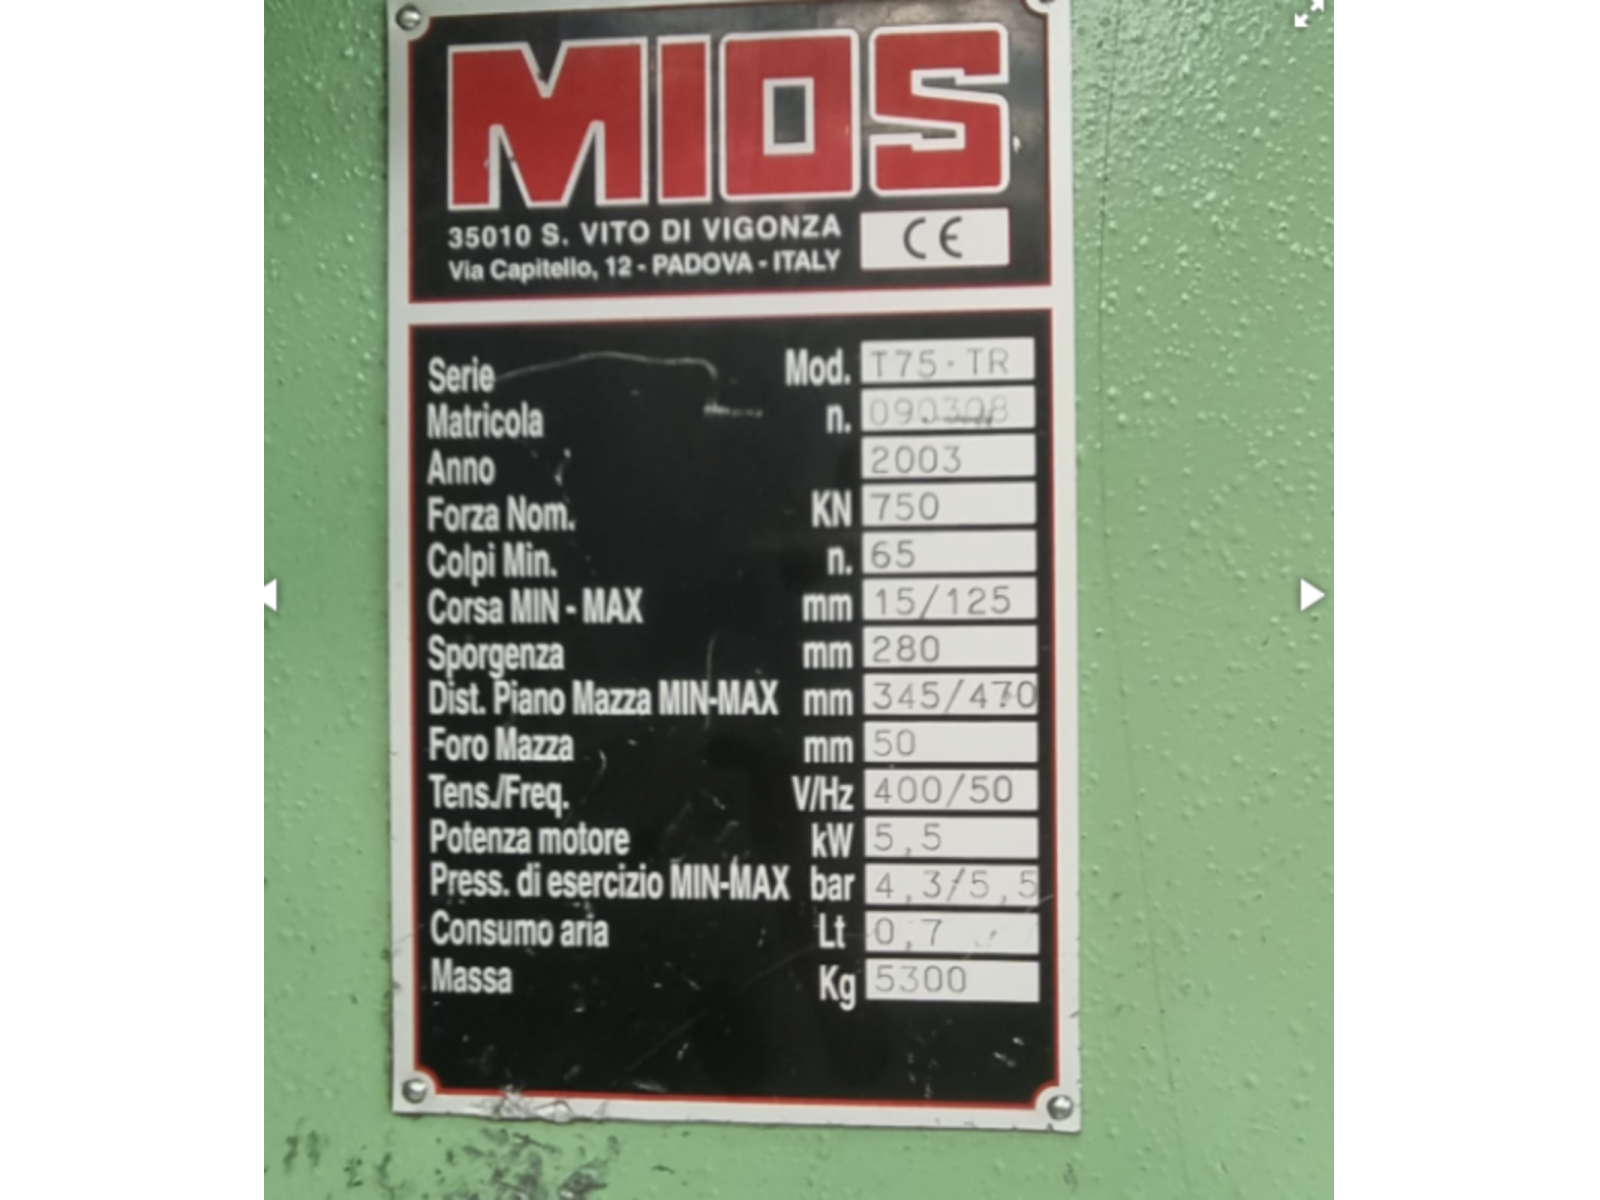 MIOS
35010 S. VITO DI VIGONZA
Via Capitello, 12 - PADOVA - ITALY
CE
Serie Mod. T75-TR
Matricola n. 090308
Anno 2003
Forza Nom. KN 750
Colpi Min. n. 65
Corsa MIN - MAX mm 15/125
Sporgenza mm 280
Dist. Piano Mazza MIN-MAX mm 345/470
Foro Mazza mm 50
Tens./Freq. V/Hz 400/50
Potenza motore kW 5,5
Press. di esercizio MIN-MAX bar 4,3/5,5
Consumo aria Lt 0,7
Massa Kg 5300